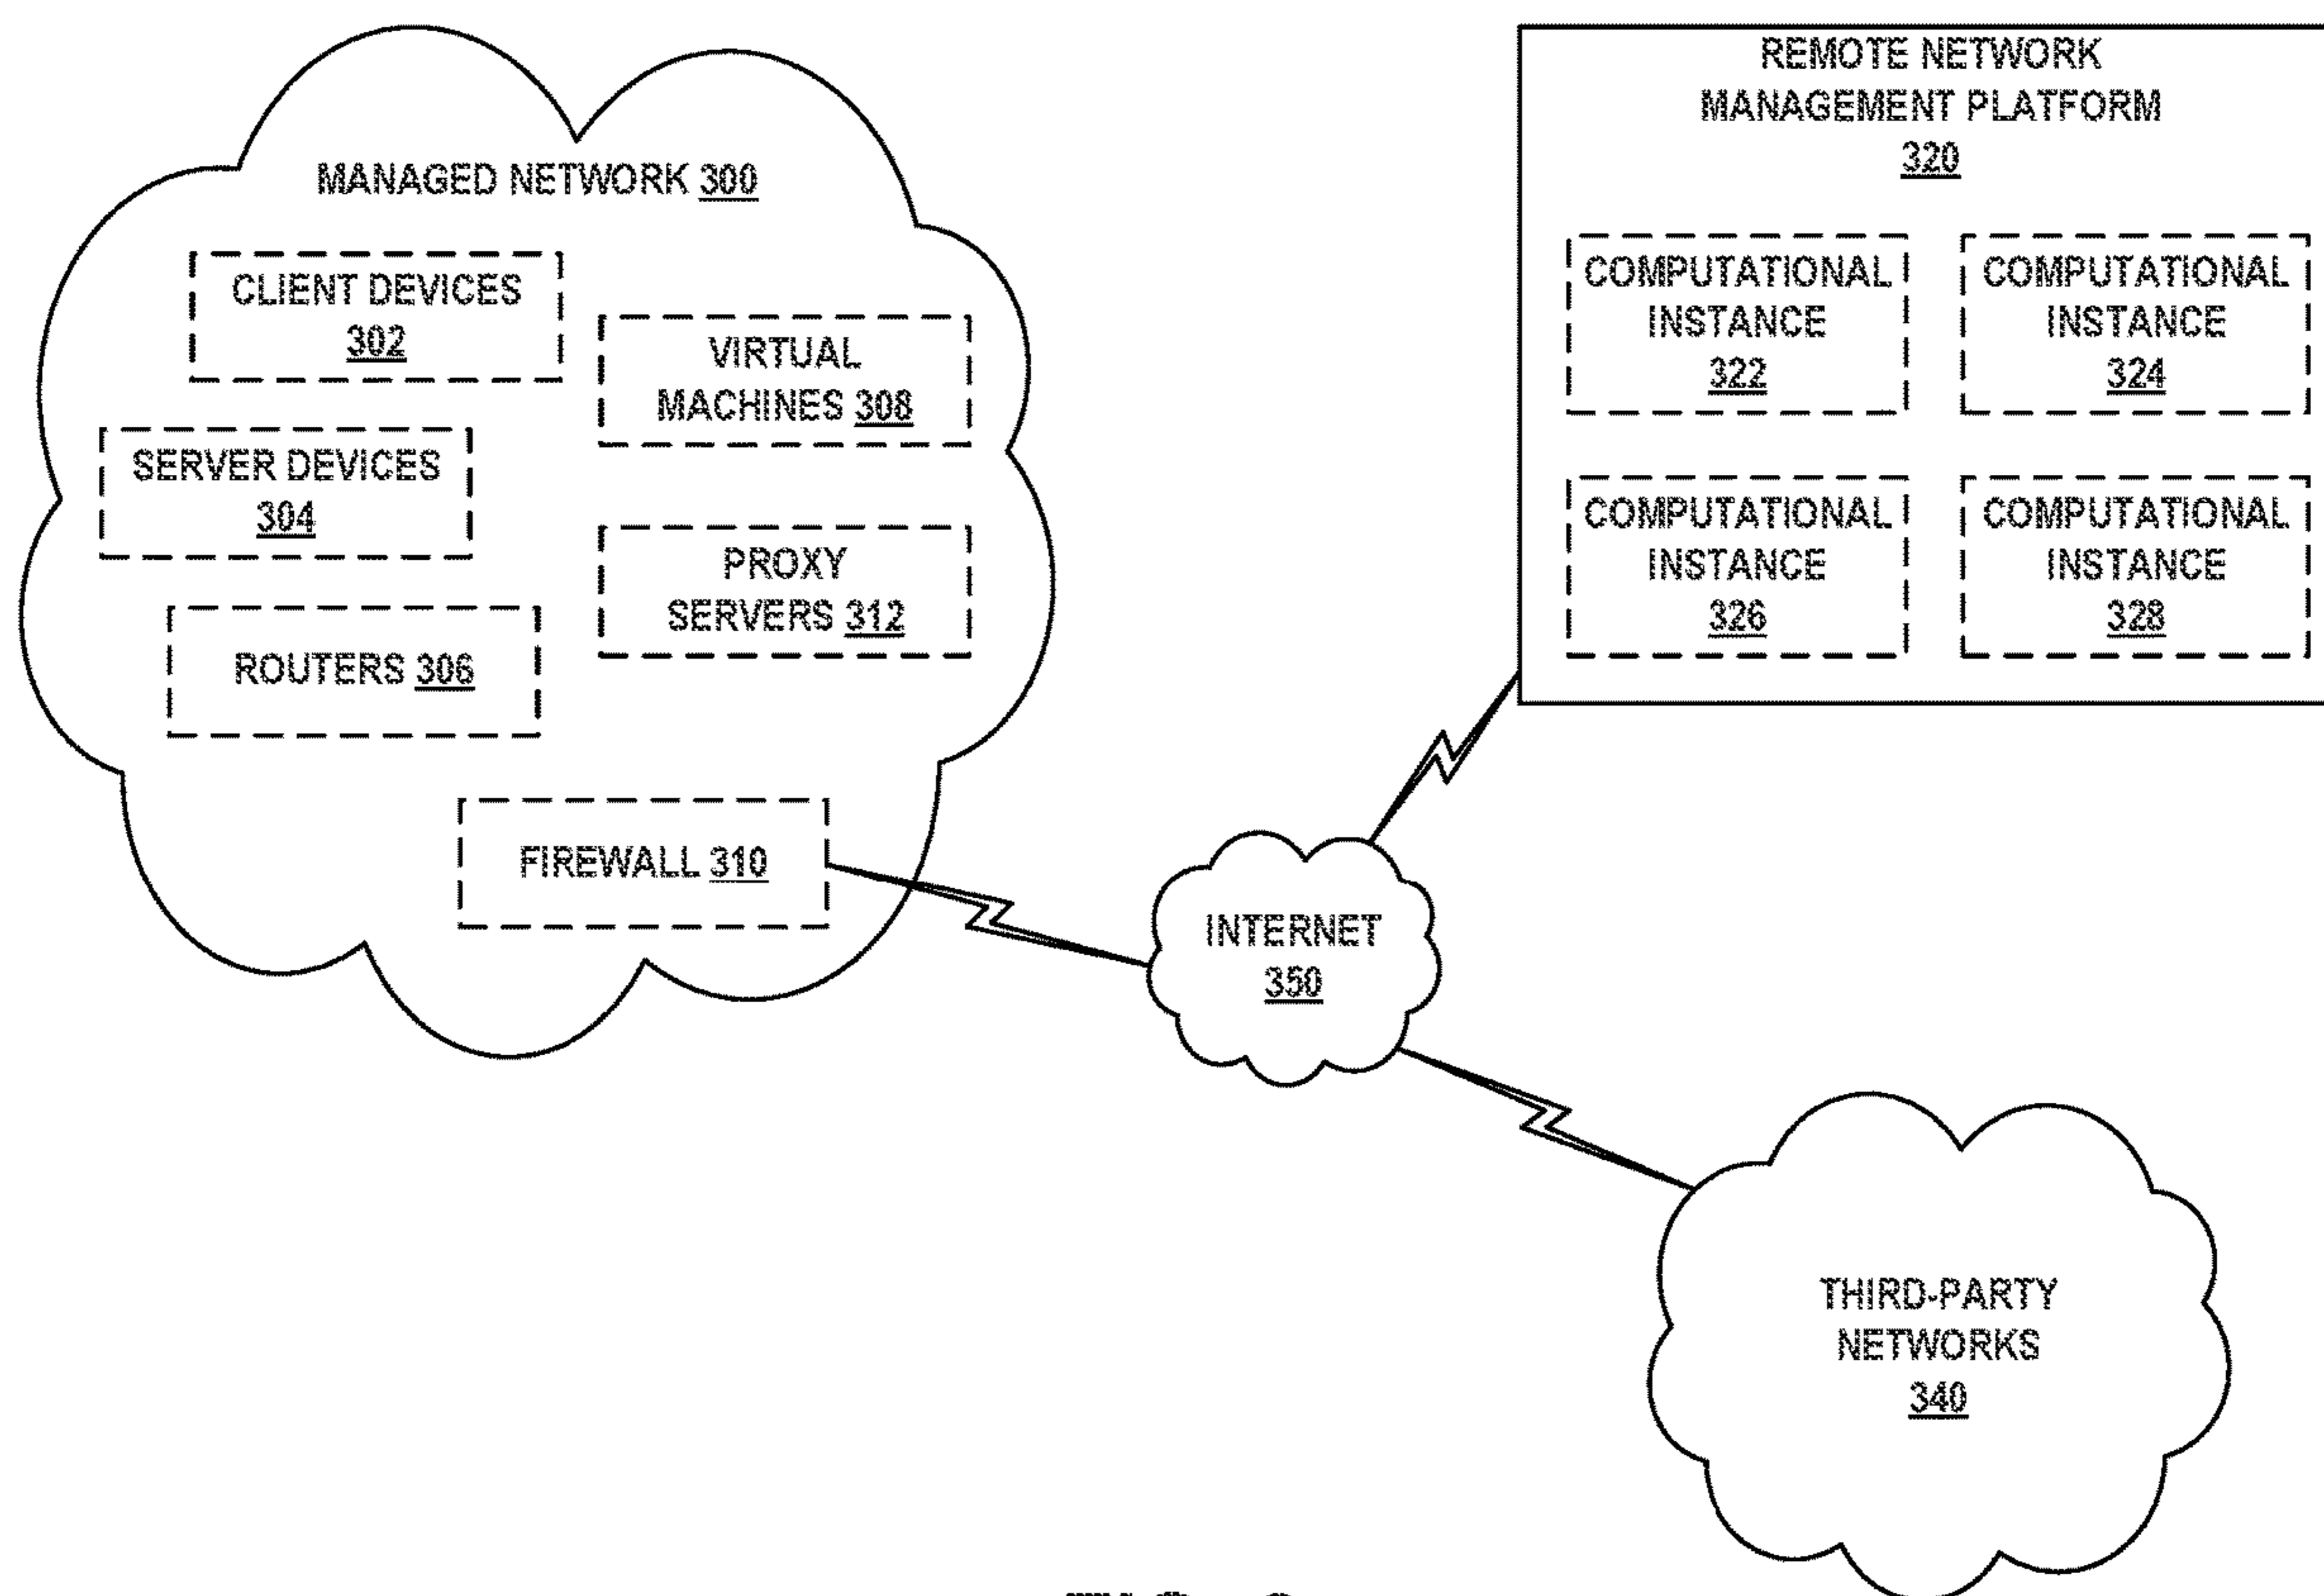 MANAGED NETWORK 300
CLIENT DEVICES
302
VIRTUAL
MACHINES 308
SERVER DEVICES
304
PROXY
SERVERS 312
ROUTERS 306
FIREWALL 310
REMOTE NETWORK
MANAGEMENT PLATFORM
320
COMPUTATIONAL
INSTANCE
322
COMPUTATIONAL
INSTANCE
324
COMPUTATIONAL
INSTANCE
326
COMPUTATIONAL
INSTANCE
328
INTERNET
350
THIRD-PARTY
NETWORKS
340